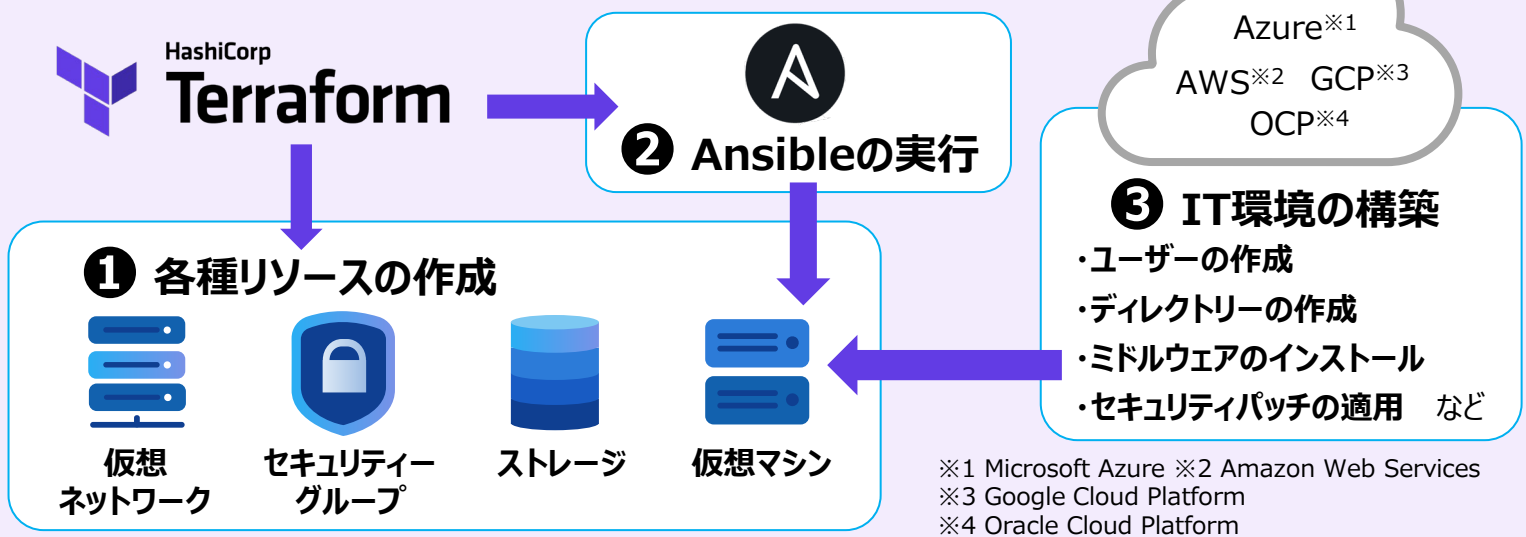 HashiCorp
Terraform
❷ Ansibleの実行
Azure※1
AWS※2 GCP※3
OCP※4
❸ IT環境の構築
・ユーザーの作成
・ディレクトリーの作成
・ミドルウェアのインストール
・セキュリティパッチの適用 など
❶ 各種リソースの作成
仮想
ネットワーク
セキュリティー
グループ
ストレージ
仮想マシン
※1 Microsoft Azure ※2 Amazon Web Services
※3 Google Cloud Platform
※4 Oracle Cloud Platform